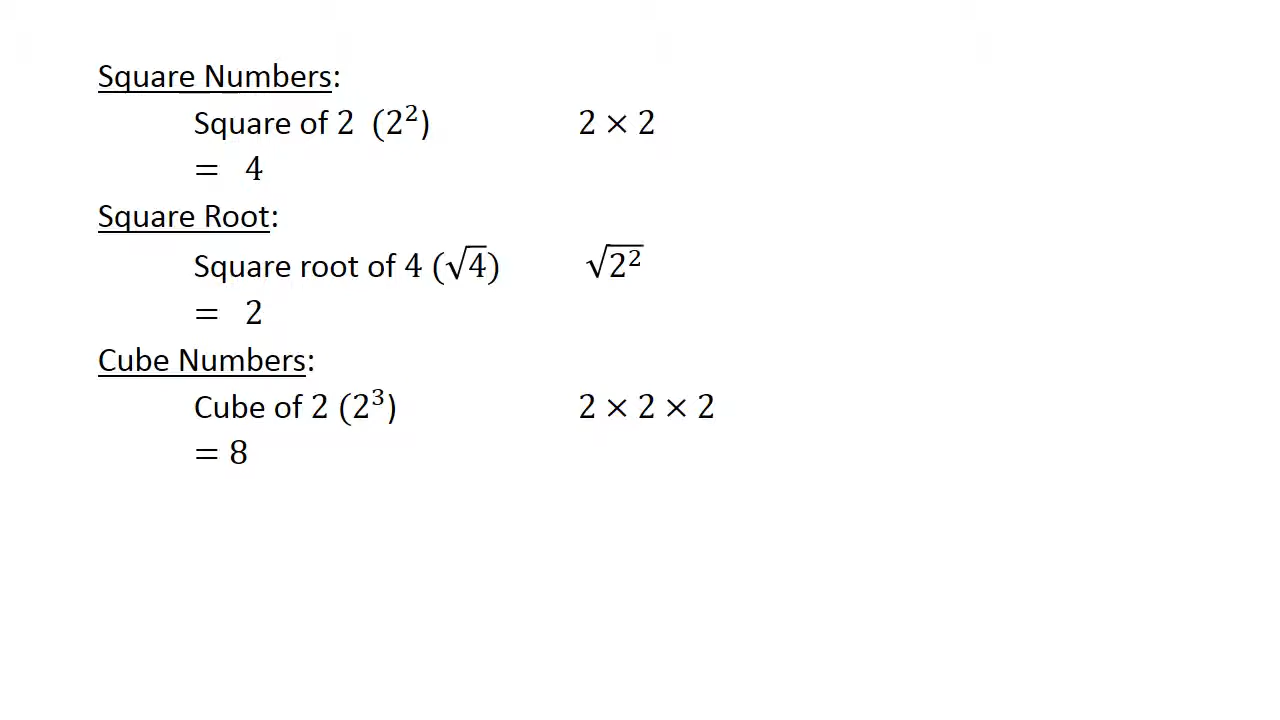 Square Numbers:
Square of 2 (2²) 2 × 2
= 4
Square Root:
Square root of 4 (√4) √2²
= 2
Cube Numbers:
Cube of 2 (2³) 2 × 2 × 2
= 8